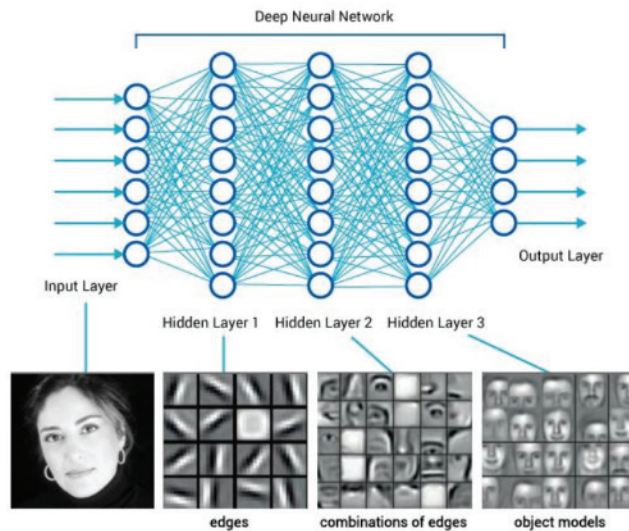 Deep Neural Network
Input Layer
Output Layer
Hidden Layer 1
Hidden Layer 2
Hidden Layer 3
edges
combinations of edges
object models